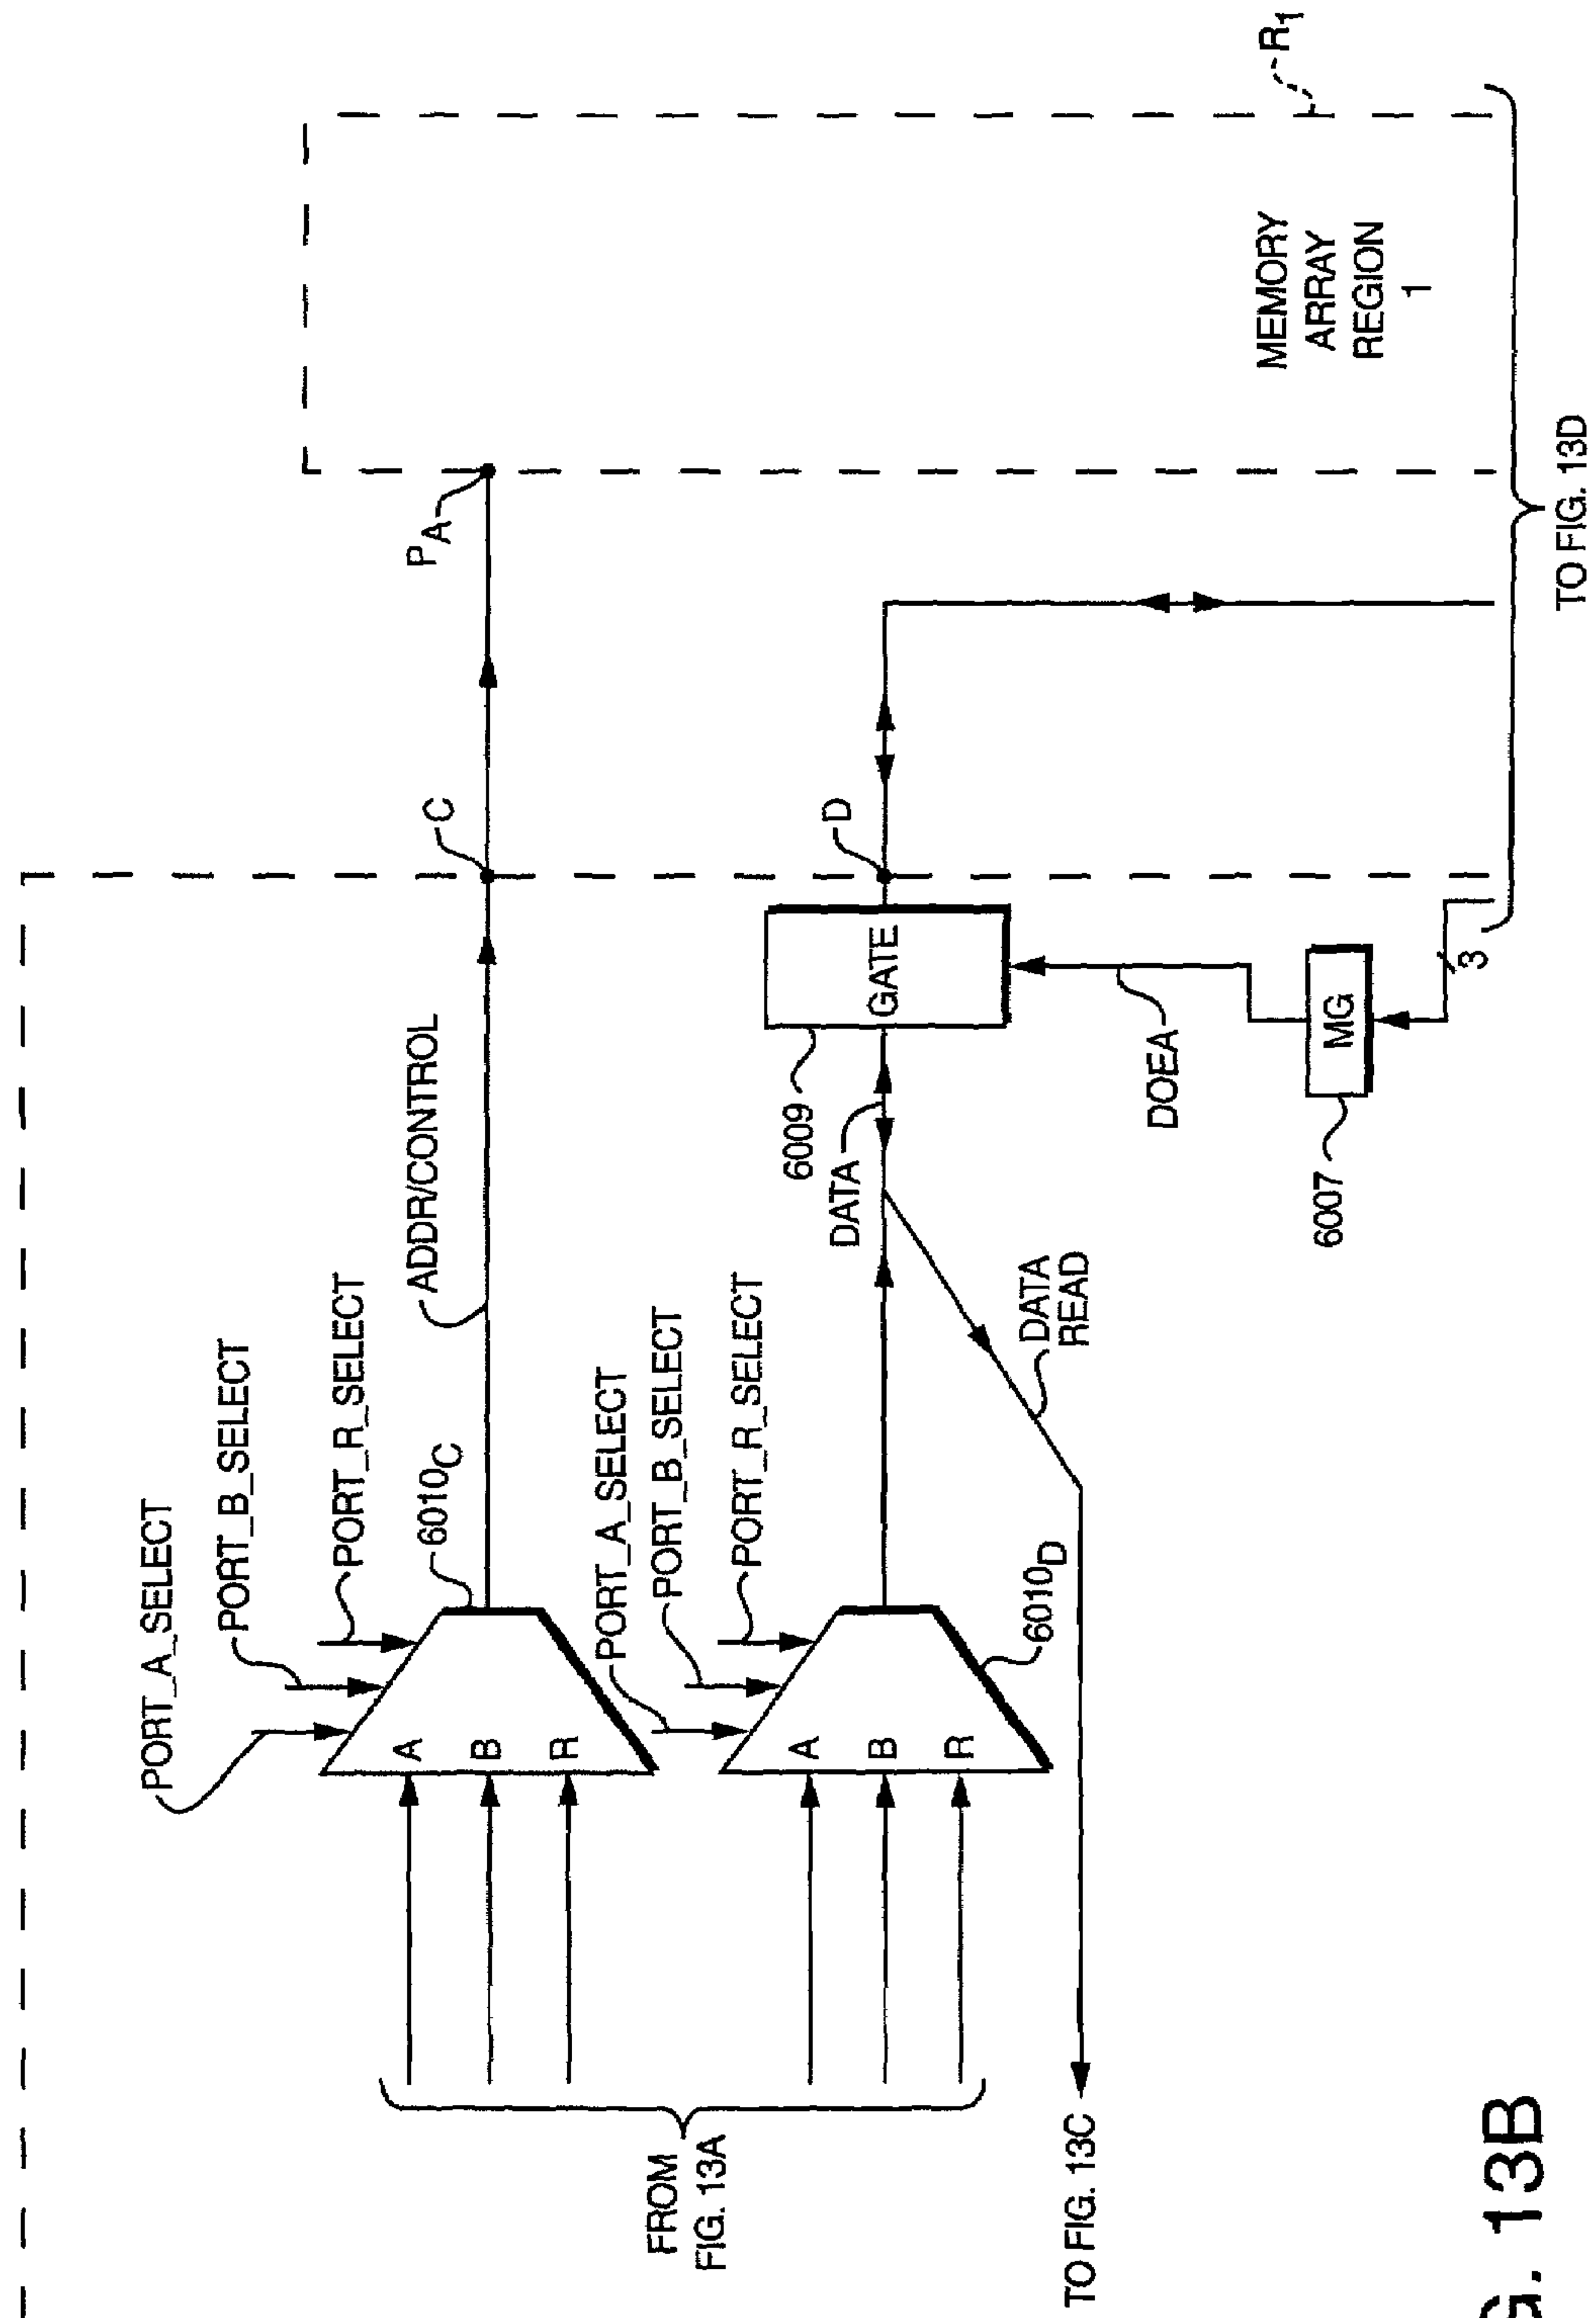 PORT_A_SELECT
PORT_B_SELECT
PORT_R_SELECT
6010C
ADDR/CONTROL
C
PA
A
B
R
PORT_A_SELECT
PORT_B_SELECT
PORT_R_SELECT
6010D
A
B
R
FROM
FIG. 13A
DATA
6009
GATE
D
DATA
READ
DOEA
TO FIG. 13C
6007
MG
3
MEMORY
ARRAY
REGION
1
R1
TO FIG. 13D
G. 13B